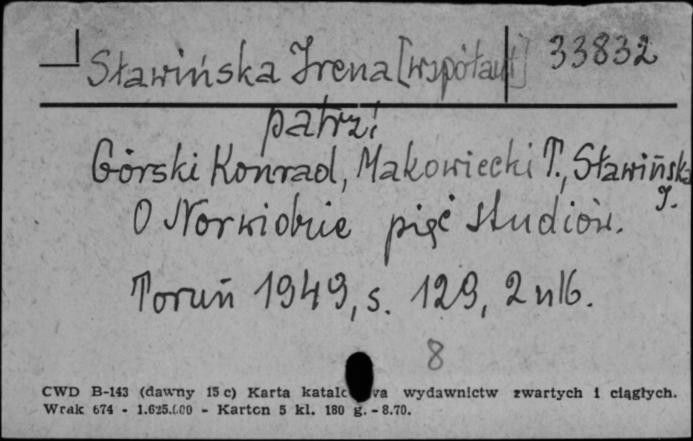 Sławińska Irena [współaut] 33832
patrz:
Górski Konrad, Makowiecki T., Sławińska
J.
O Norwidzie pięć studiów.
Toruń 1949, s. 129, 2 nlb.
8
CWD B-143 (dawny 15 c) Karta katalo wa wydawnictw zwartych i ciągłych.
Wrak 674 - 1.625.000 - Karton 5 kl. 180 g. - 8.70.